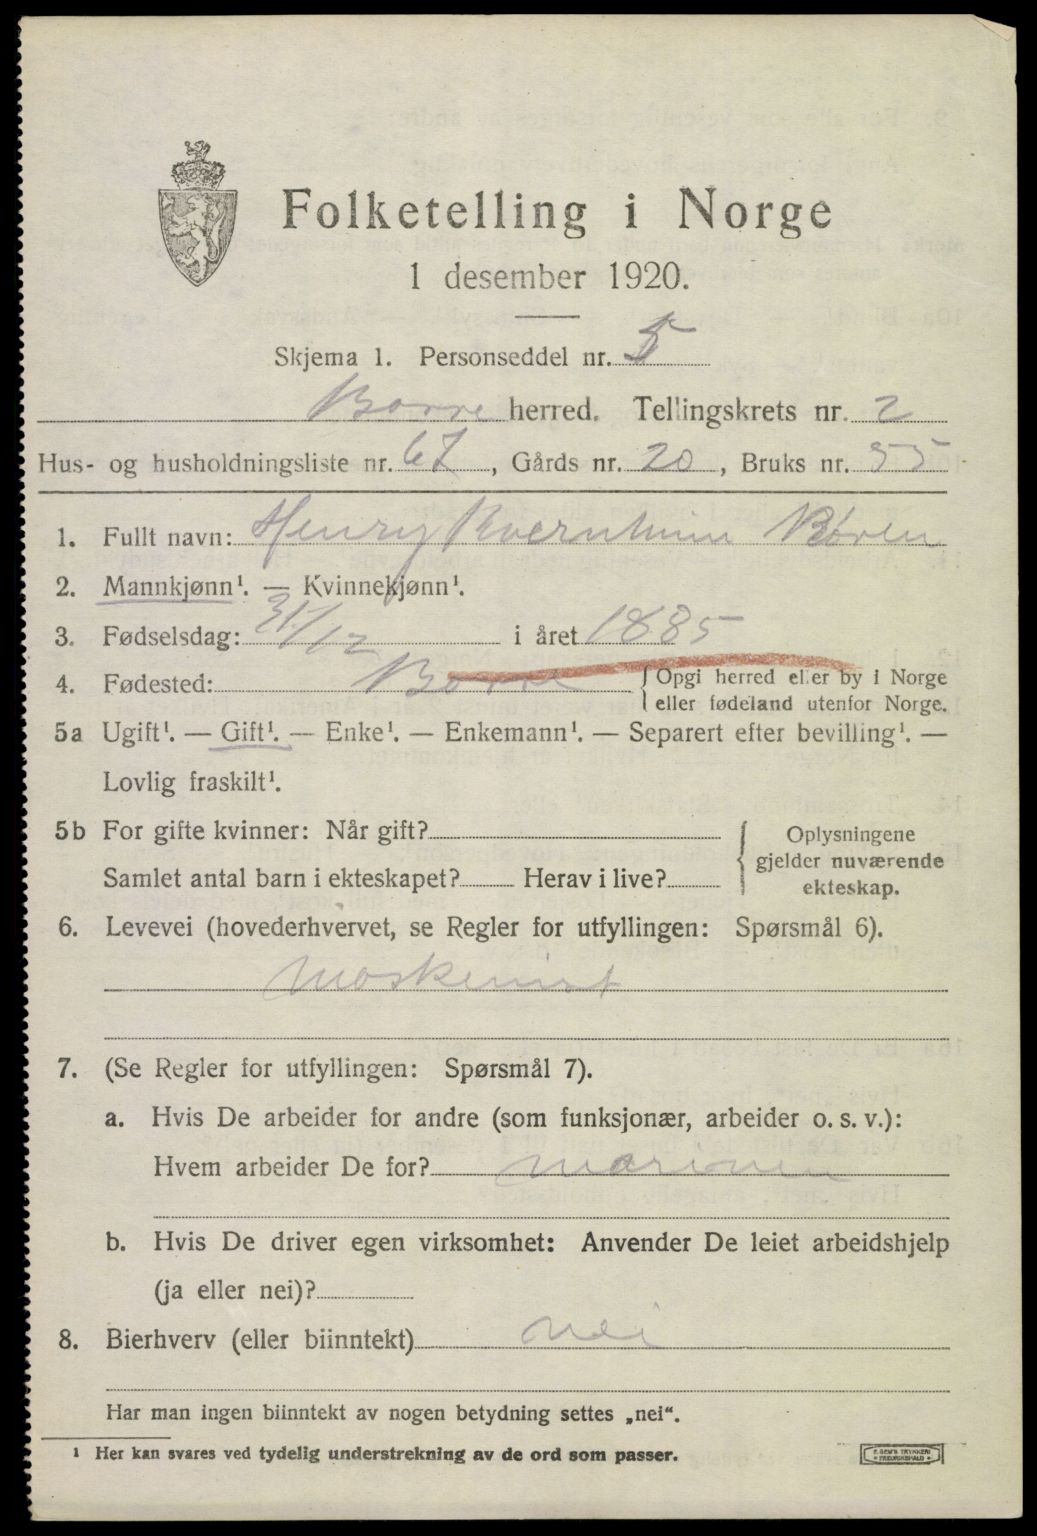 Folketelling i Norge
1 desember 1920.
Skjema 1. Personseddel nr. 5
Borre herred. Tellingskrets nr. 2
Hus- og husholdningsliste nr. 67, Gårds nr. 20, Bruks nr. 55
1. Fullt navn: Henry
2. Mannkjønn¹. — Kvinnekjønn¹.
3. Fødselsdag: 31/12 i året 1885
4. Fødested: Borre { Opgi herred eller by i Norge
eller fødeland utenfor Norge.
5a Ugift¹. — Gift¹. — Enke¹. — Enkemann¹. — Separert efter bevilling¹. —
Lovlig fraskilt¹.
5b For gifte kvinner: Når gift?
Samlet antal barn i ekteskapet? Herav i live?
{ Oplysningene
gjelder nuværende
ekteskap.
6. Levevei (hovederhvervet, se Regler for utfyllingen: Spørsmål 6).
Maskinist
7. (Se Regler for utfyllingen: Spørsmål 7).
a. Hvis De arbeider for andre (som funksjonær, arbeider o. s. v.):
Hvem arbeider De for? marinen
b. Hvis De driver egen virksomhet: Anvender De leiet arbeidshjelp
(ja eller nei)?
8. Bierhverv (eller biinntekt) nei
Har man ingen biinntekt av nogen betydning settes „nei“.
¹ Her kan svares ved tydelig understrekning av de ord som passer.